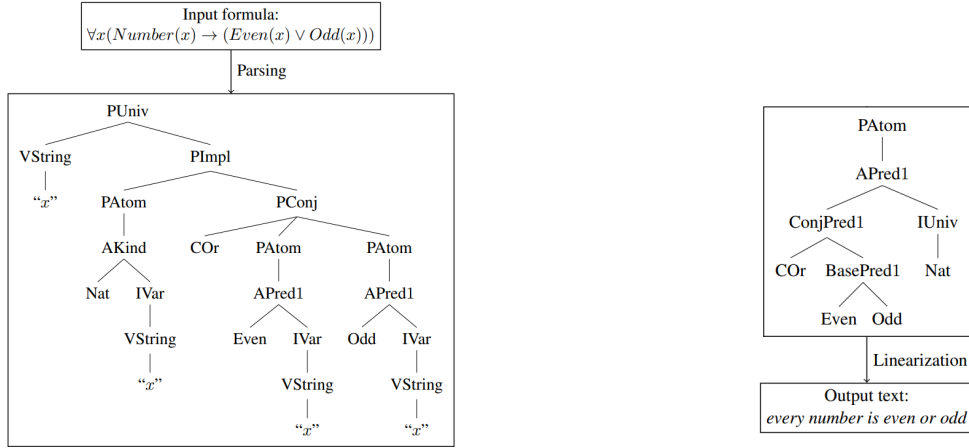 Input formula:
∀x(Number(x) → (Even(x) ∨ Odd(x)))
Parsing
PUniv
VString PImpl
“x” PAtom PConj
AKind COr PAtom PAtom
Nat IVar APred1 APred1
VString Even IVar Odd IVar
“x” VString VString
“x” “x”
PAtom
APred1
ConjPred1 IUniv
COr BasePred1 Nat
Even Odd
Linearization
Output text:
every number is even or odd